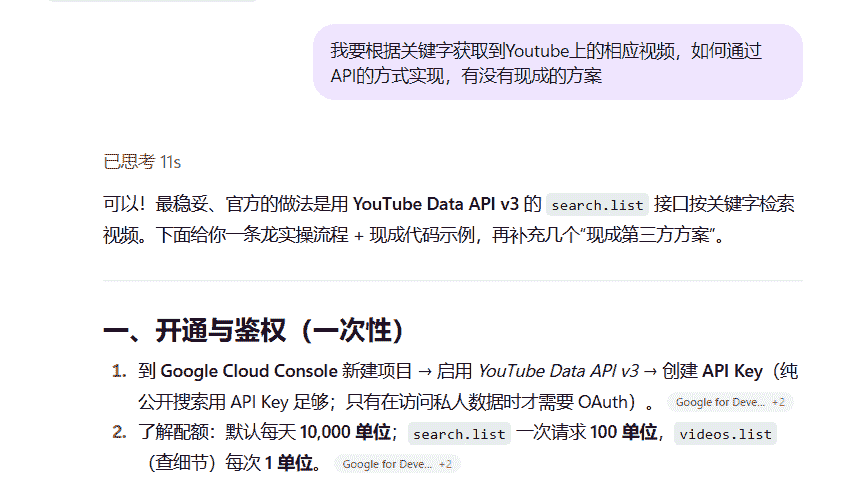 我要根据关键字获取到Youtube上的相应视频，如何通过
API的方式实现，有没有现成的方案
已思考 11s
可以！最稳妥、官方的做法是用 YouTube Data API v3 的 search.list 接口按关键字检索
视频。下面给你一条龙实操流程 + 现成代码示例，再补充几个“现成第三方方案”。
一、开通与鉴权（一次性）
1. 到 Google Cloud Console 新建项目 → 启用 YouTube Data API v3 → 创建 API Key（纯
公开搜索用 API Key 足够；只有在访问私人数据时才需要 OAuth）。 Google for Deve... +2
2. 了解配额：默认每天 10,000 单位；search.list 一次请求 100 单位，videos.list
（查细节）每次 1 单位。 Google for Deve... +2